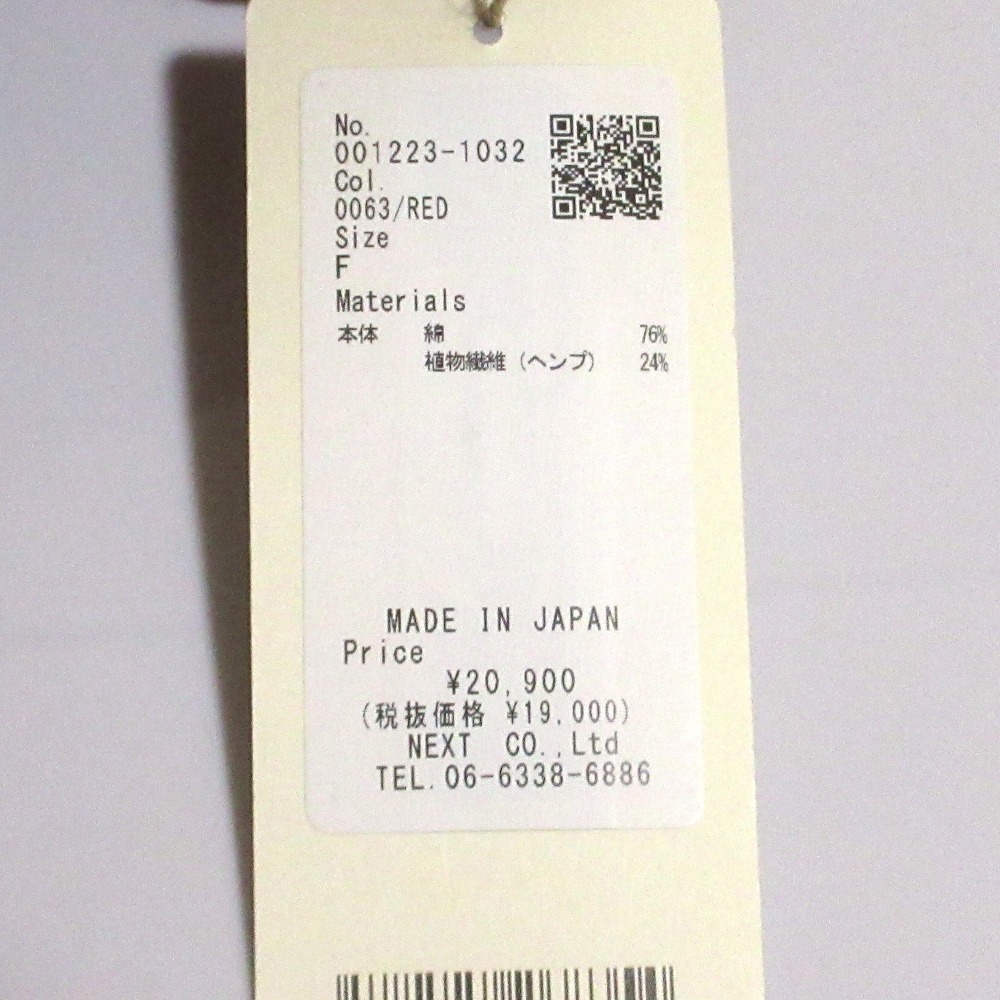 No.
001223-1032
Col.
0063/RED
Size
F
Materials
本体 綿 76%
植物繊維（ヘンプ） 24%
MADE IN JAPAN
Price
¥20,900
(税抜価格 ¥19,000)
NEXT CO.,Ltd
TEL.06-6338-6886